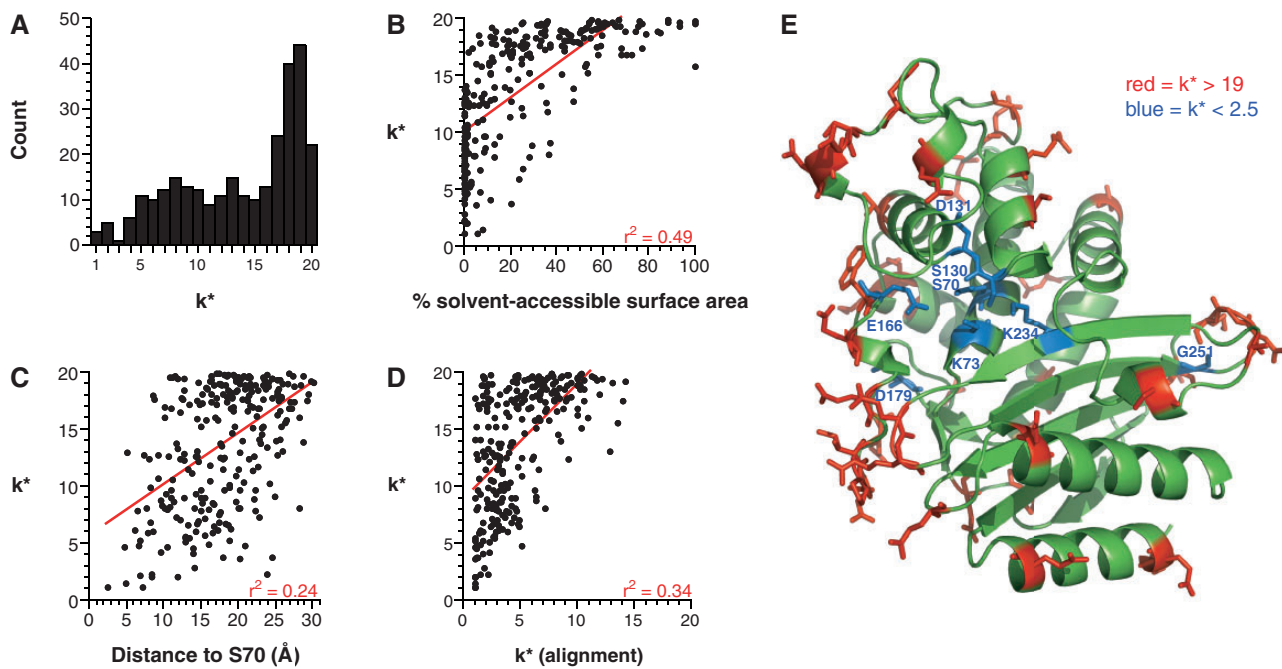 A
50
40
30
20
10
0
Count
1
5
10
15
20
k*
B
20
15
10
5
0
k*
0
20
40
60
80
100
r² = 0.49
% solvent-accessible surface area
C
20
15
10
5
0
k*
0
5
10
15
20
25
30
r² = 0.24
Distance to S70 (Å)
D
20
15
10
5
0
k*
0
5
10
15
20
r² = 0.34
k* (alignment)
E
red = k* > 19
blue = k* < 2.5
D131
S130
S70
E166
K234
K73
G251
D179